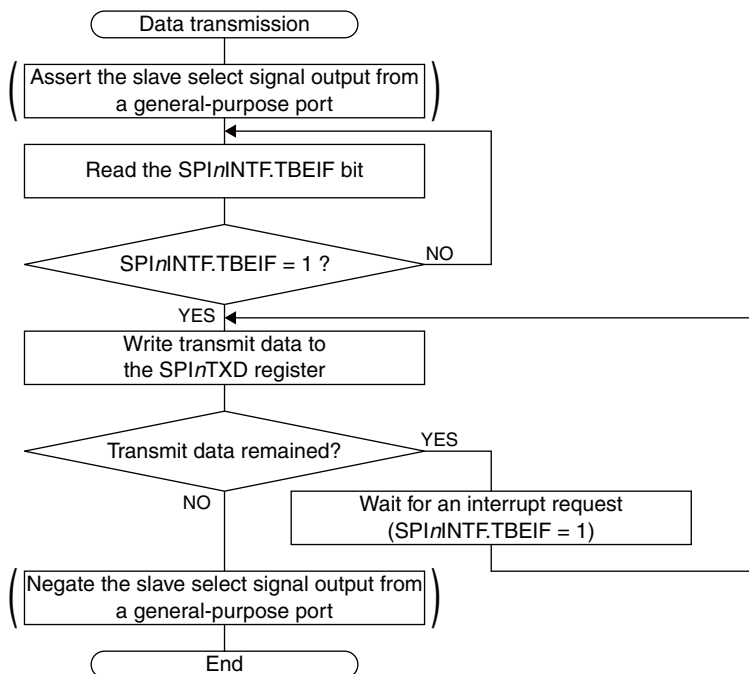 Data transmission
Assert the slave select signal output from
a general-purpose port
Read the SPInINTF.TBEIF bit
SPInINTF.TBEIF = 1 ?
NO
YES
Write transmit data to
the SPInTXD register
Transmit data remained?
YES
NO
Wait for an interrupt request
(SPInINTF.TBEIF = 1)
(Negate the slave select signal output from
a general-purpose port)
End